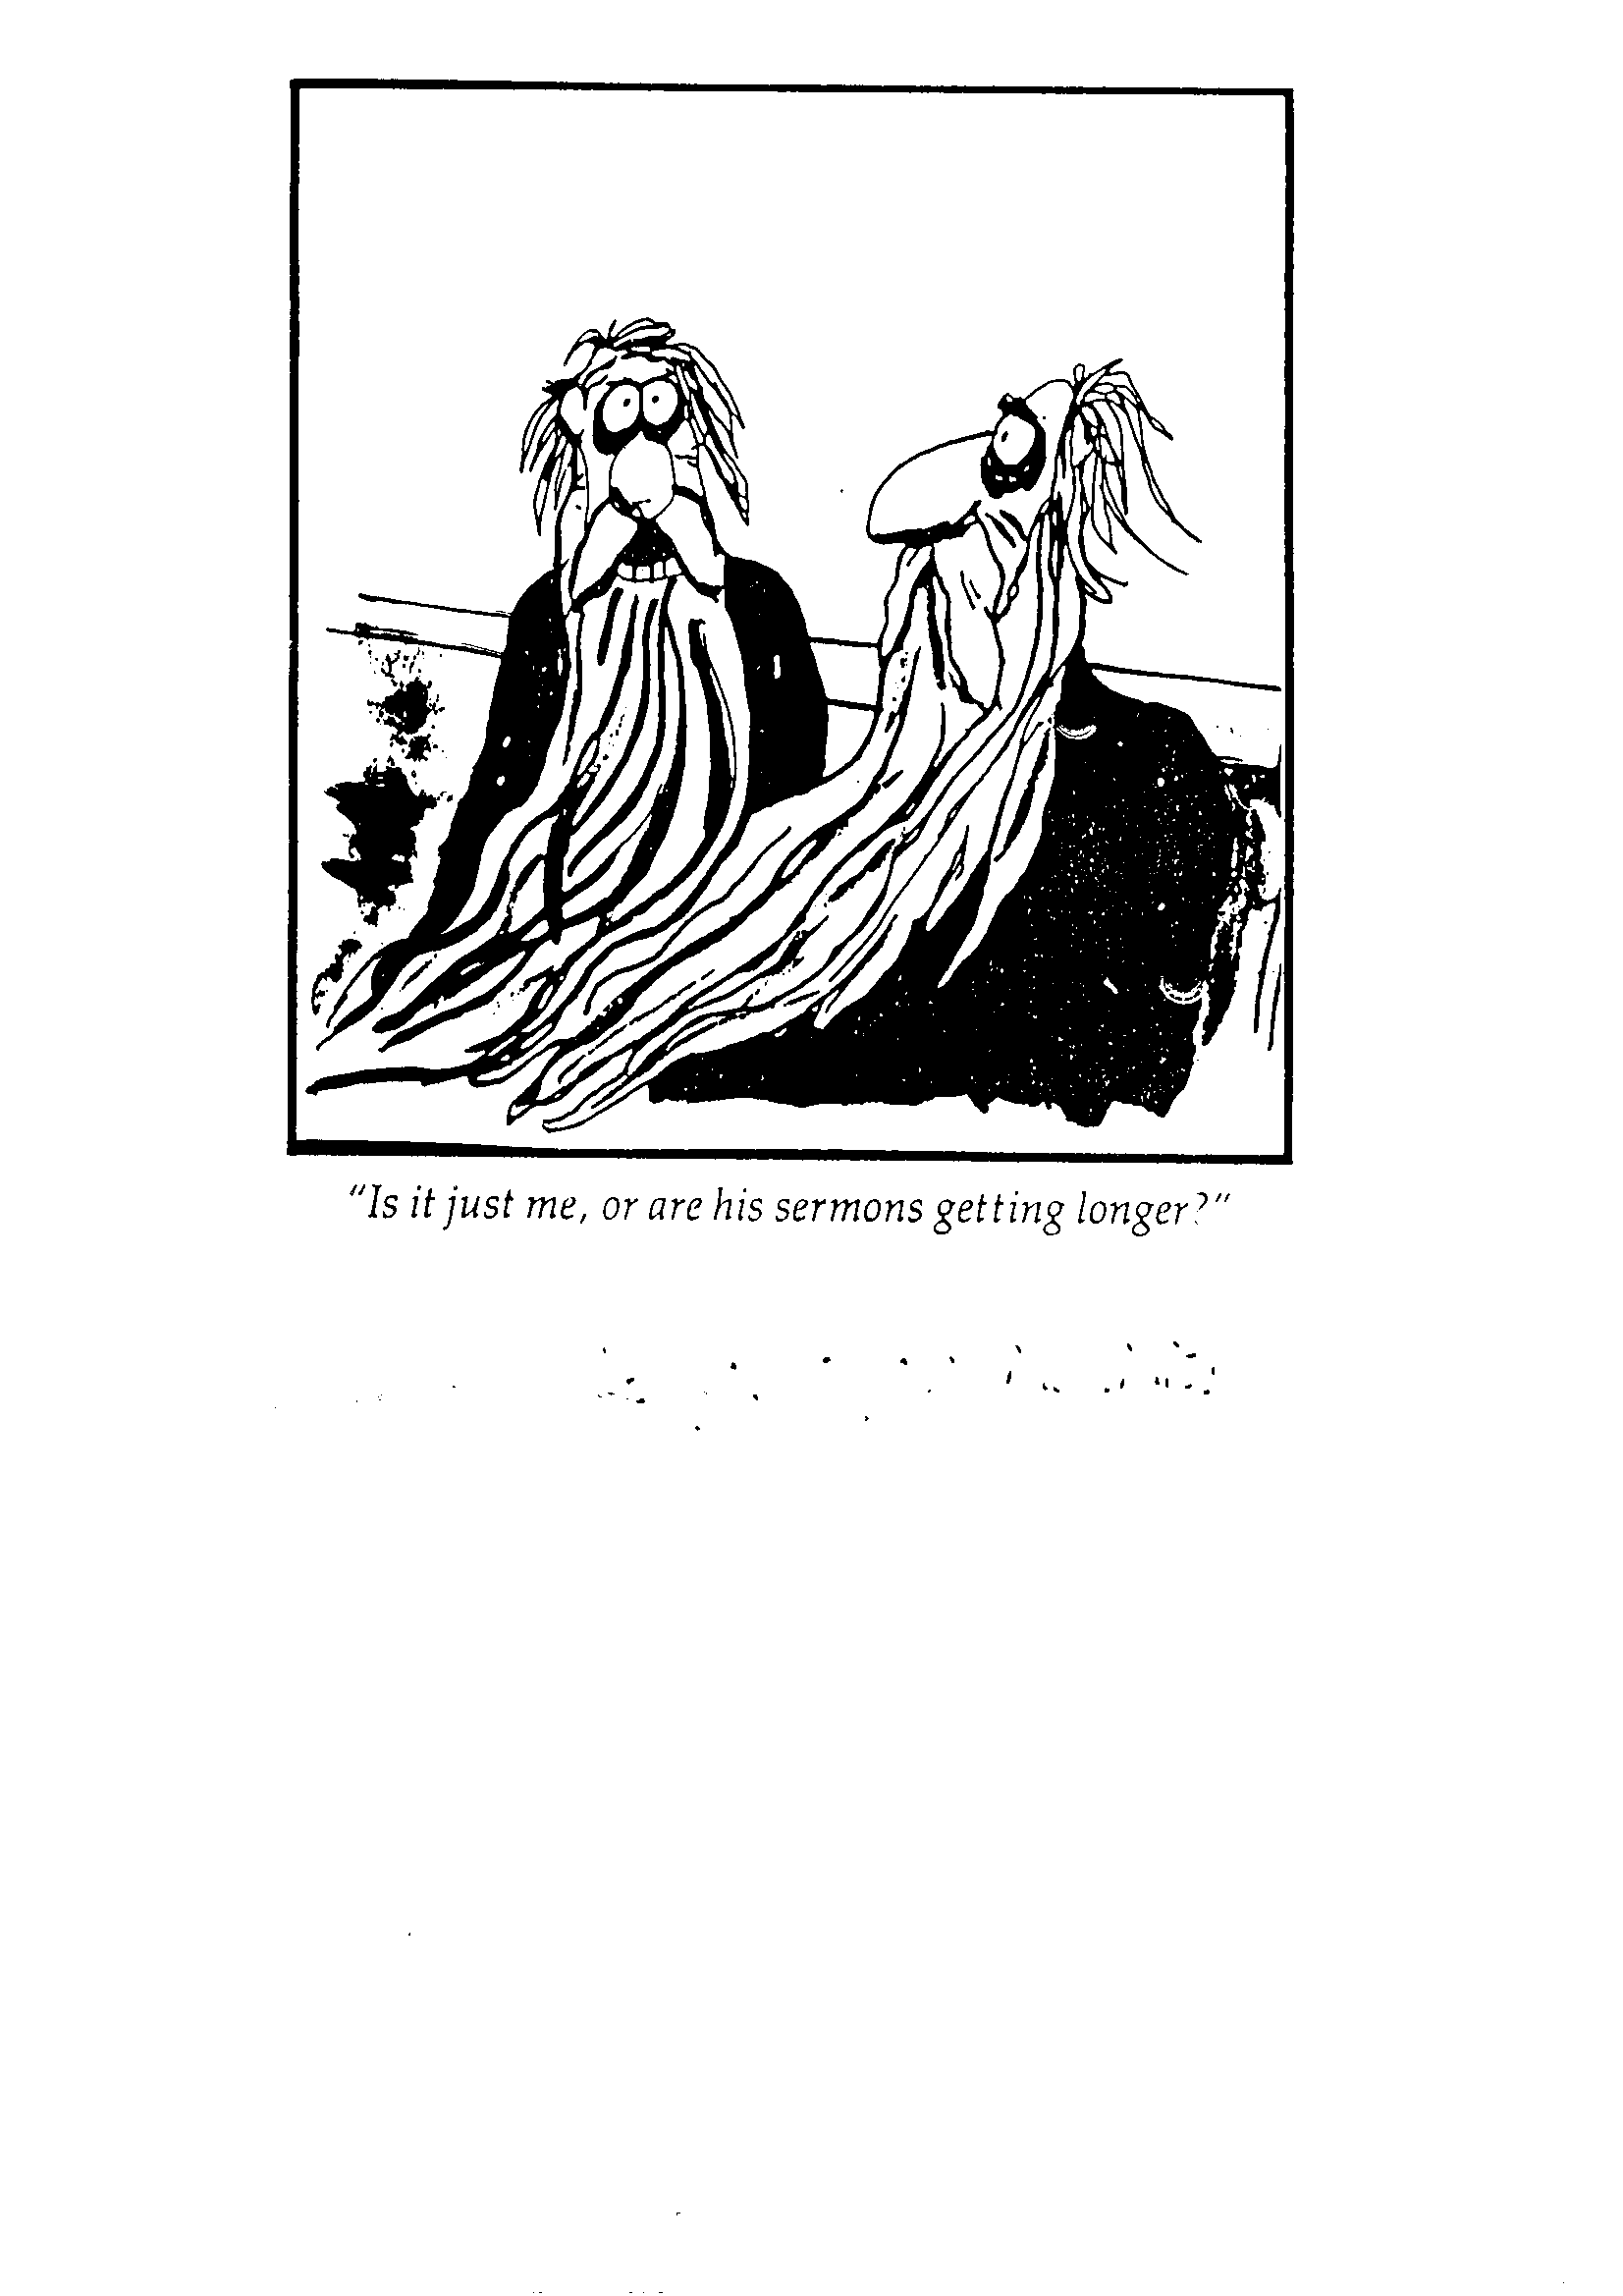 "Is it just me, or are his sermons getting longer?"